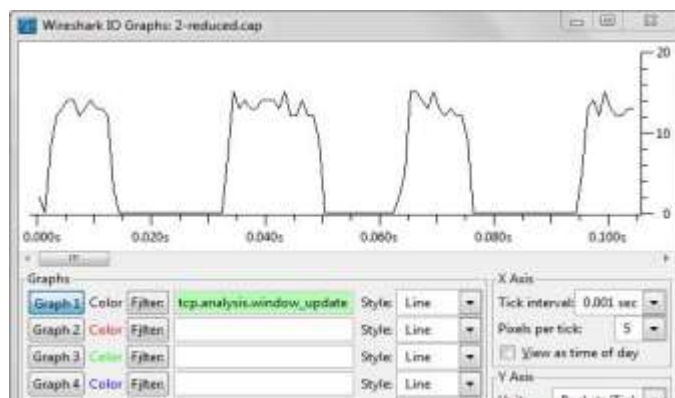 Wireshark IO Graphs: 2-reduced.cap
20
10
0
0.000s 0.020s 0.040s 0.060s 0.080s 0.100s
Graphs
X Axis
Graph 1 Color Filter: tcp.analysis.window_update Style: Line
Tick interval: 0.001 sec
Graph 2 Color Filter: Style: Line
Pixels per tick: 5
Graph 3 Color Filter: Style: Line
View as time of day
Graph 4 Color Filter: Style: Line
Y Axis